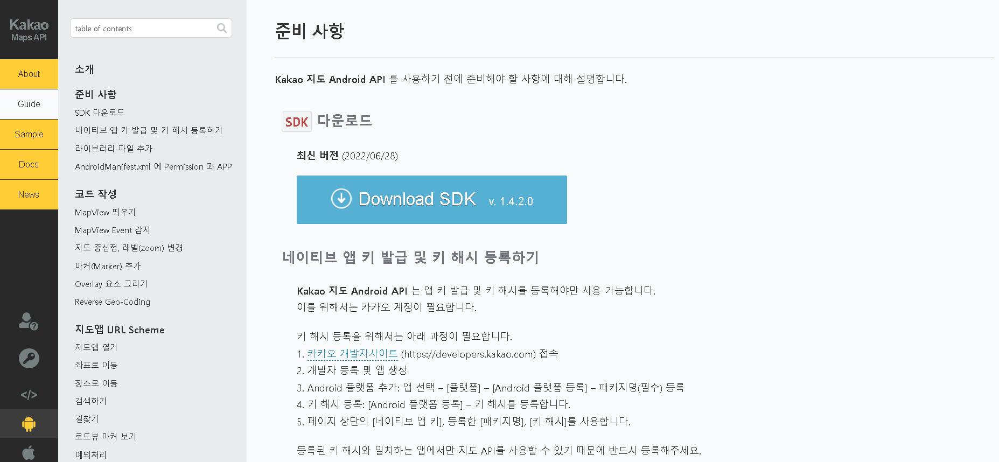 Kakao
Maps API
About
Guide
Sample
Docs
News
</>
table of contents
소개
준비 사항
SDK 다운로드
네이티브 앱 키 발급 및 키 해시 등록하기
라이브러리 파일 추가
AndroidManifest.xml 에 Permission 과 APP
코드 작성
MapView 띄우기
MapView Event 감지
지도 중심점, 레벨(zoom) 변경
마커(Marker) 추가
Overlay 요소 그리기
Reverse Geo-Coding
지도앱 URL Scheme
지도앱 열기
좌표로 이동
장소로 이동
검색하기
길찾기
로드뷰 마커 보기
예외처리
준비 사항
Kakao 지도 Android API 를 사용하기 전에 준비해야 할 사항에 대해 설명합니다.
SDK 다운로드
최신 버전 (2022/06/28)
Download SDK v. 1.4.2.0
네이티브 앱 키 발급 및 키 해시 등록하기
Kakao 지도 Android API 는 앱 키 발급 및 키 해시를 등록해야만 사용 가능합니다.
이를 위해서는 카카오 계정이 필요합니다.
키 해시 등록을 위해서는 아래 과정이 필요합니다.
1. 카카오 개발자사이트 (https://developers.kakao.com) 접속
2. 개발자 등록 및 앱 생성
3. Android 플랫폼 추가: 앱 선택 – [플랫폼] – [Android 플랫폼 등록] – 패키지명(필수) 등록
4. 키 해시 등록: [Android 플랫폼 등록] – 키 해시를 등록합니다.
5. 페이지 상단의 [네이티브 앱 키], 등록한 [패키지명], [키 해시]를 사용합니다.
등록된 키 해시와 일치하는 앱에서만 지도 API를 사용할 수 있기 때문에 반드시 등록해주세요.